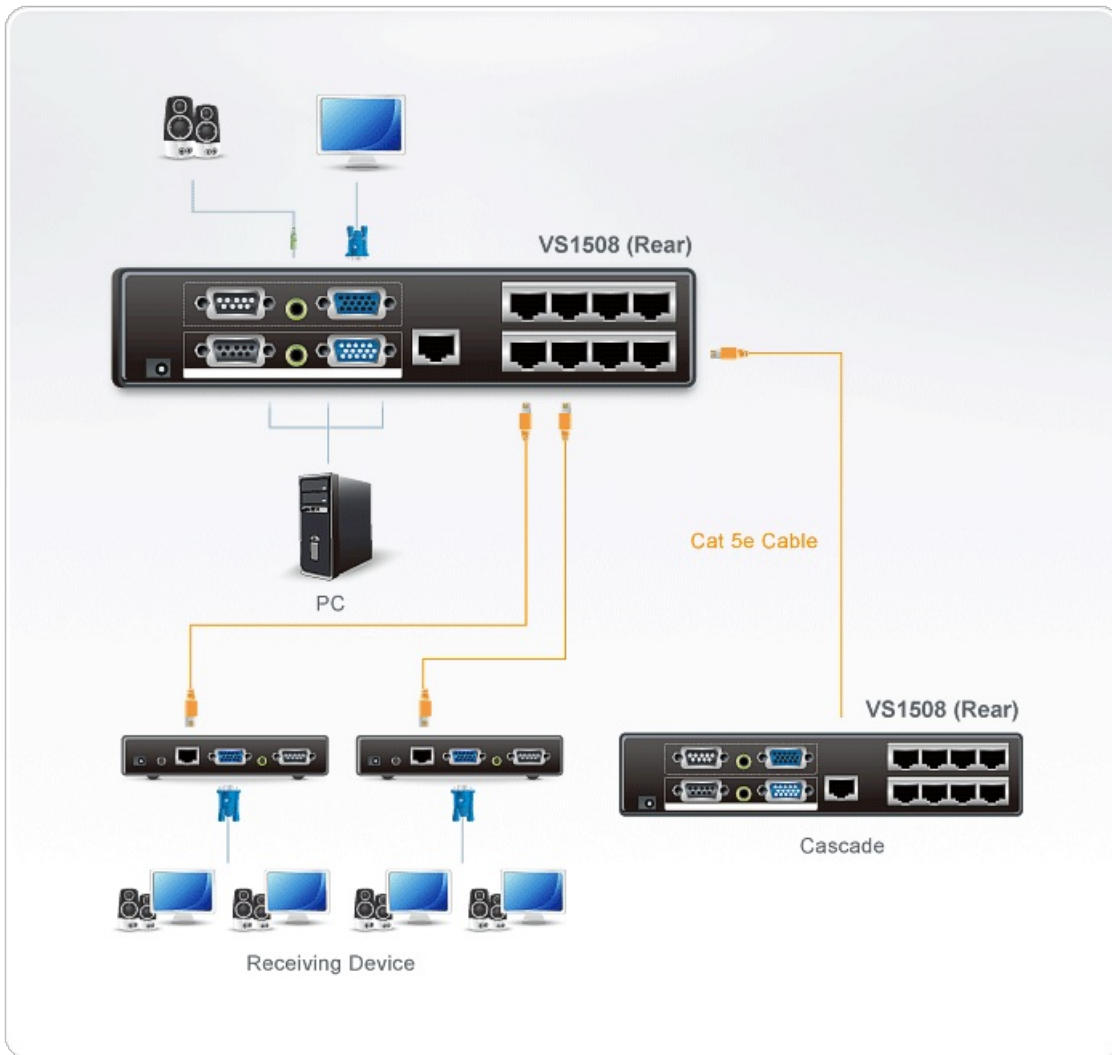 VS1508 (Rear)
PC
Cat 5e Cable
VS1508 (Rear)
Cascade
Receiving Device